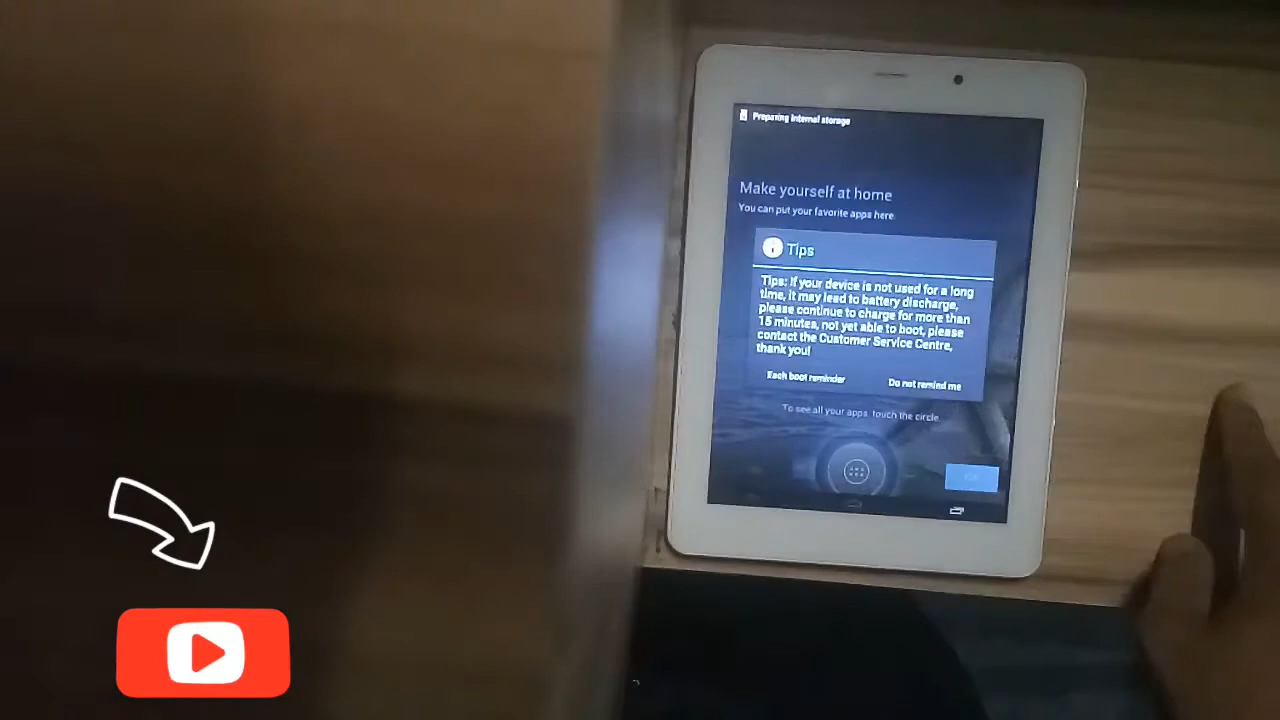 Preparing internal storage
Make yourself at home
You can put your favorite apps here.
Tips
Tips: If your device is not used for a long
time, it may lead to battery discharge,
please continue to charge for more than
15 minutes, not yet able to boot, please
contact the Customer Service Centre,
thank you!
Each boot reminder
Do not remind me
To see all your apps, touch the circle.